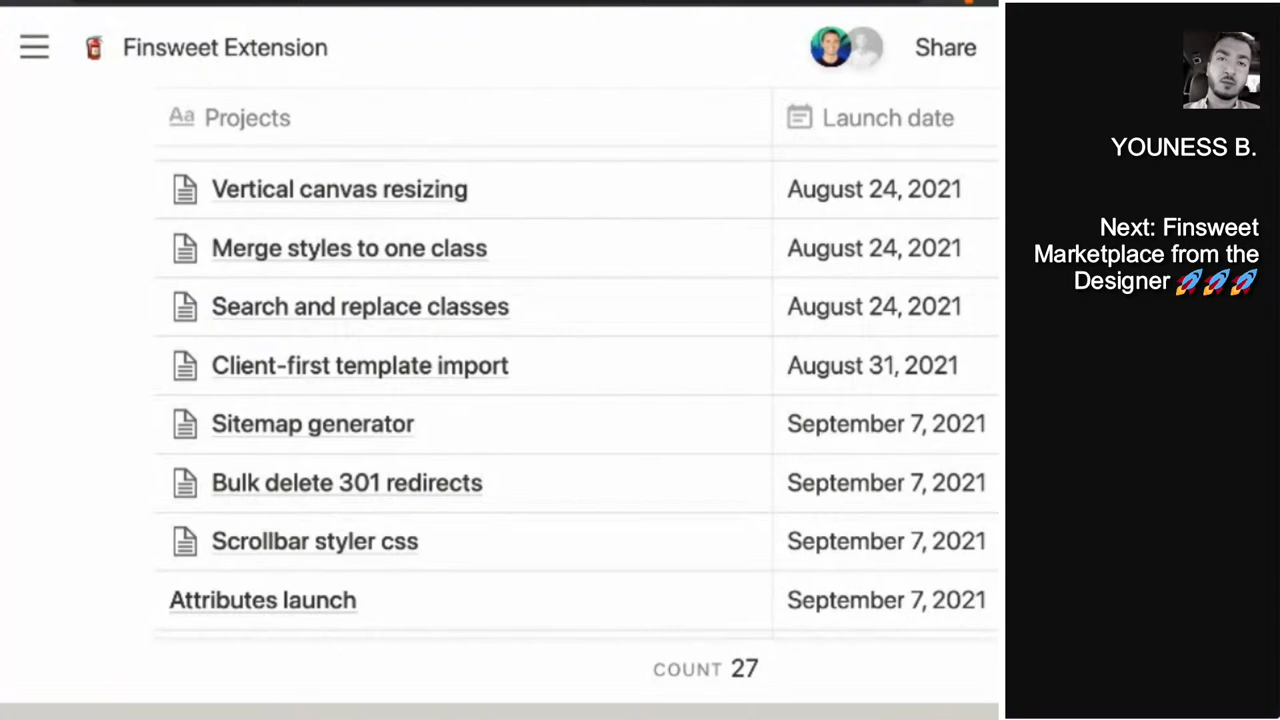 Finsweet Extension
Share
Aa Projects
Launch date
Vertical canvas resizing
August 24, 2021
Merge styles to one class
August 24, 2021
Search and replace classes
August 24, 2021
Client-first template import
August 31, 2021
Sitemap generator
September 7, 2021
Bulk delete 301 redirects
September 7, 2021
Scrollbar styler css
September 7, 2021
Attributes launch
September 7, 2021
COUNT 27
YOUNESS B.
Next: Finsweet
Marketplace from the
Designer 🚀🚀🚀